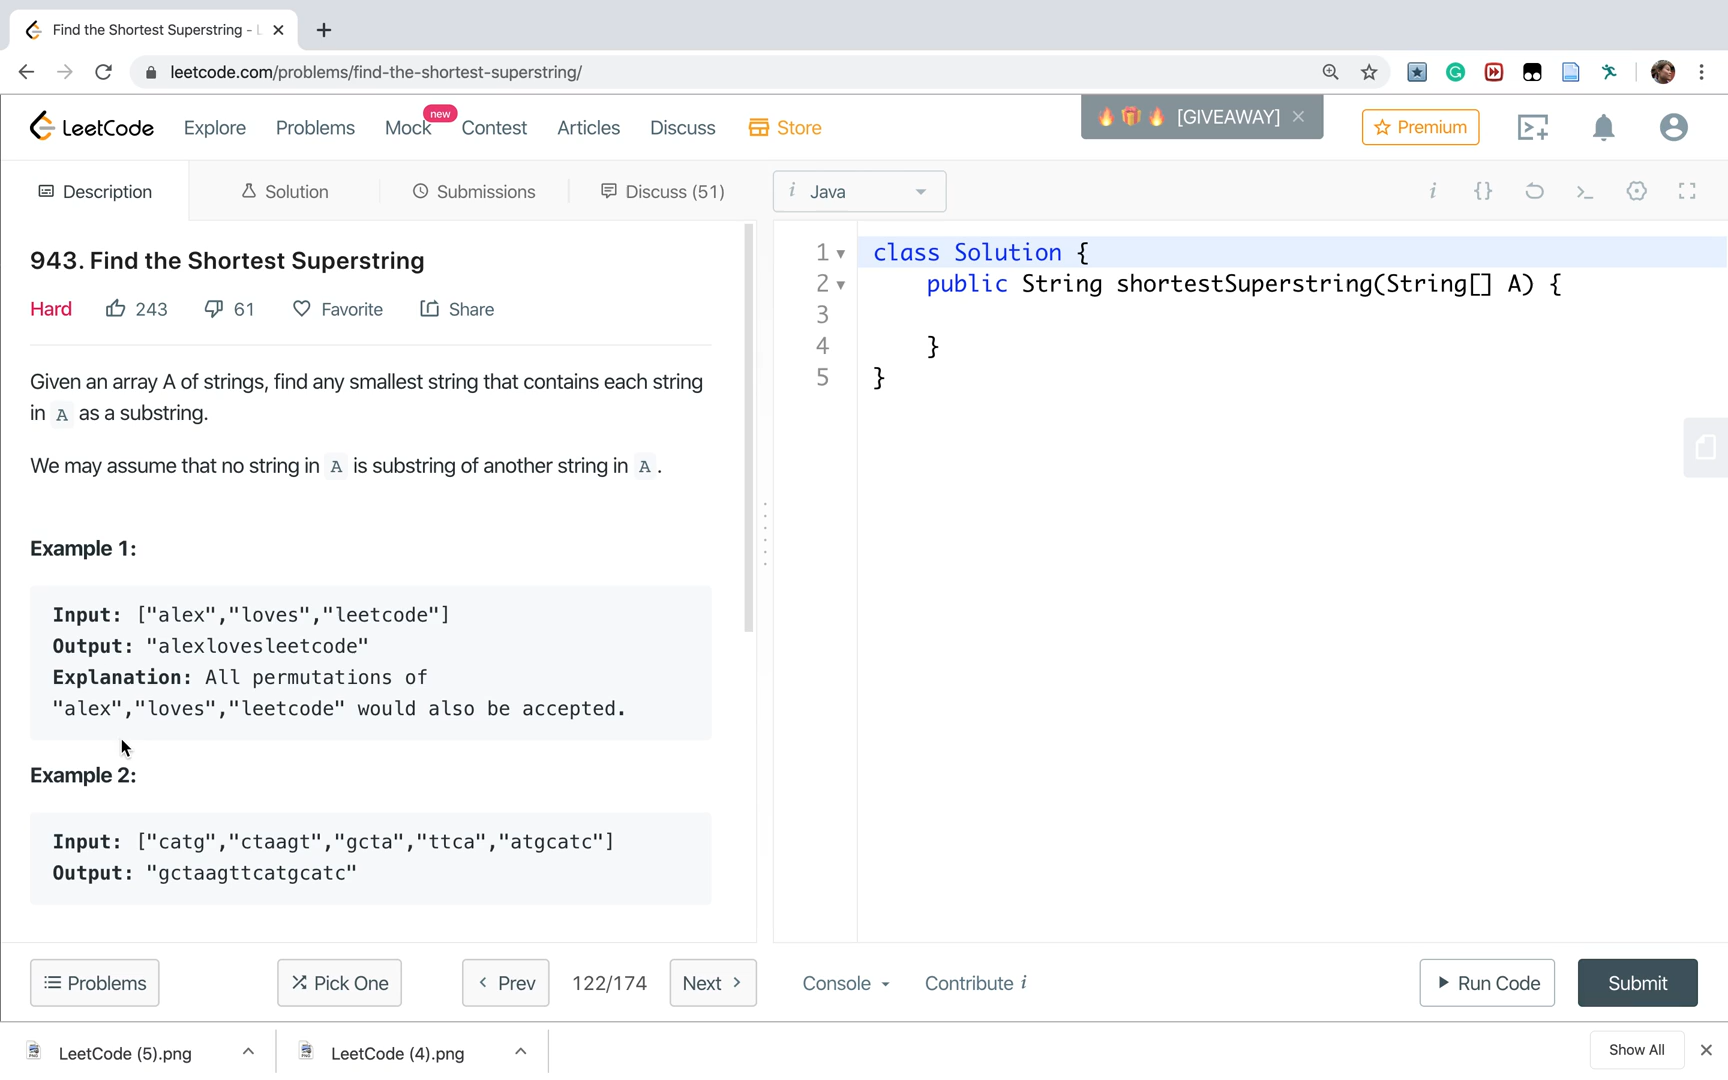 Find the Shortest Superstring - L
leetcode.com/problems/find-the-shortest-superstring/
LeetCode Explore Problems Mock new Contest Articles Discuss Store [GIVEAWAY] Premium
Description Solution Submissions Discuss (51) i Java i {}
943. Find the Shortest Superstring
Hard 243 61 Favorite Share
Given an array A of strings, find any smallest string that contains each string
in A as a substring.
We may assume that no string in A is substring of another string in A .
Example 1:
Input: ["alex","loves","leetcode"]
Output: "alexlovesleetcode"
Explanation: All permutations of
"alex","loves","leetcode" would also be accepted.
Example 2:
Input: ["catg","ctaagt","gcta","ttca","atgcatc"]
Output: "gctaagttcatgcatc"
1 class Solution {
2 public String shortestSuperstring(String[] A) {
3
4 }
5 }
Problems Pick One Prev 122/174 Next Console Contribute i Run Code Submit
LeetCode (5).png LeetCode (4).png Show All